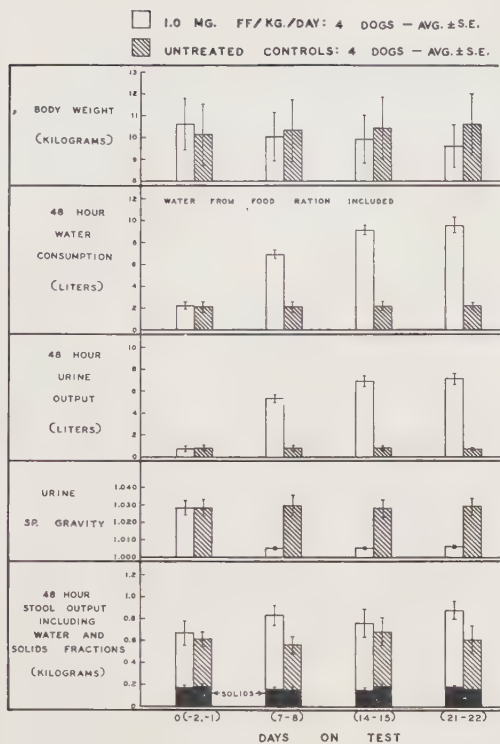 1.0 MG. FF/KG./DAY: 4 DOGS — AVG. ± S.E.
UNTREATED CONTROLS: 4 DOGS — AVG. ± S.E.
BODY WEIGHT
(KILOGRAMS)
13
12
11
10
9
8
48 HOUR
WATER
CONSUMPTION
(LITERS)
WATER FROM FOOD RATION INCLUDED
12
10
8
6
4
2
0
48 HOUR
URINE
OUTPUT
(LITERS)
10
8
6
4
2
0
URINE
SP. GRAVITY
1.040
1.030
1.020
1.010
1.000
48 HOUR
STOOL OUTPUT
INCLUDING
WATER AND
SOLIDS FRACTIONS
(KILOGRAMS)
1.2
1.0
0.8
0.6
0.4
0.2
0
SOLIDS
0(-2,-1) (7-8) (14-15) (21-22)
DAYS ON TEST